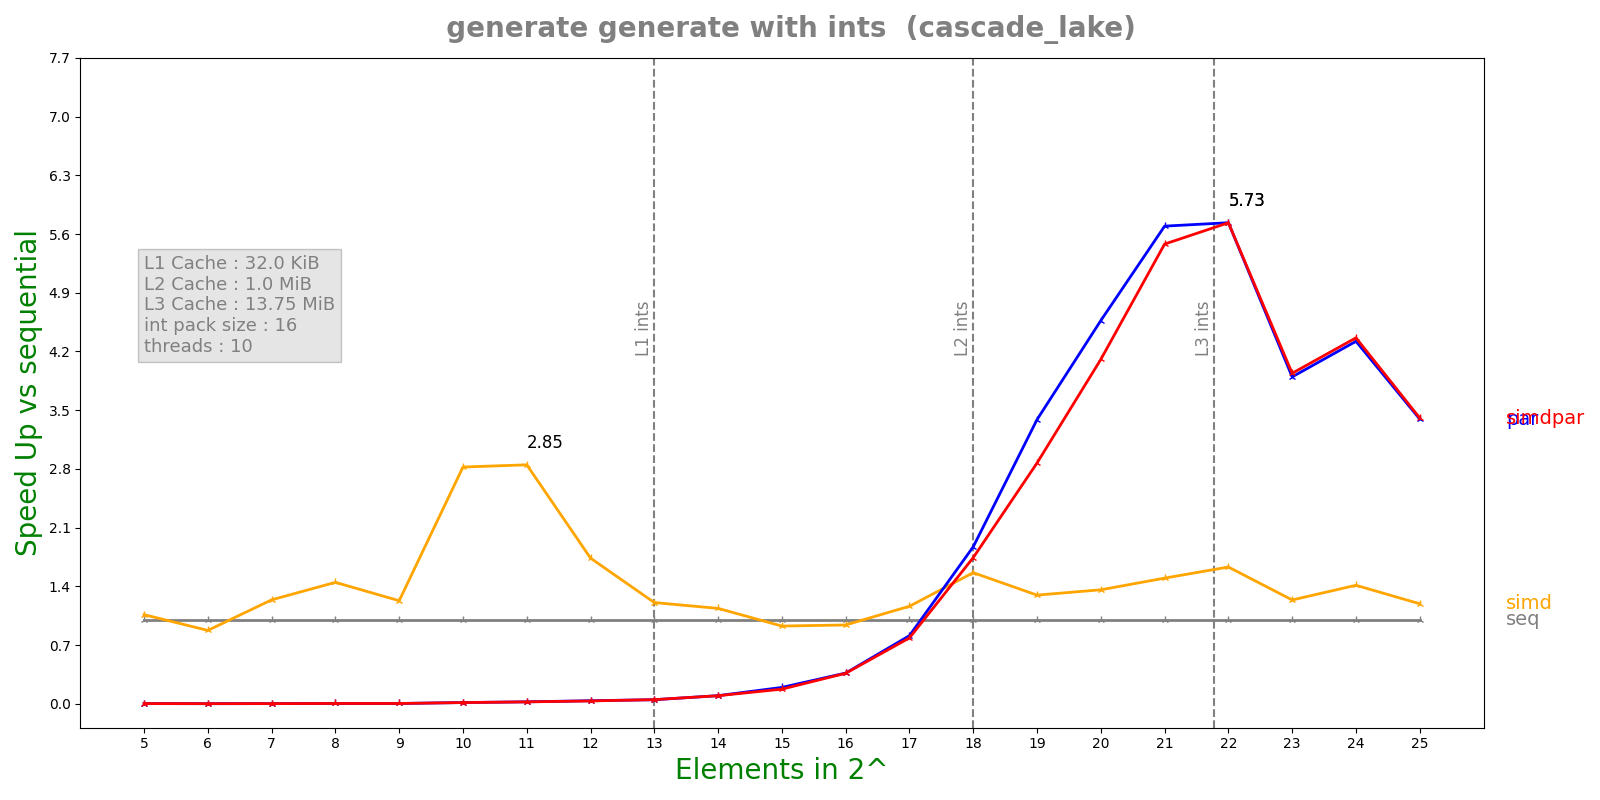 generate generate with ints (cascade_lake)
Speed Up vs sequential
7.7
7.0
6.3
5.6
4.9
4.2
3.5
2.8
2.1
1.4
0.7
0.0
L1 Cache : 32.0 KiB
L2 Cache : 1.0 MiB
L3 Cache : 13.75 MiB
int pack size : 16
threads : 10
2.85
5.73
L1 ints
L2 ints
L3 ints
simdpar
par
simd
seq
5 6 7 8 9 10 11 12 13 14 15 16 17 18 19 20 21 22 23 24 25
Elements in 2^